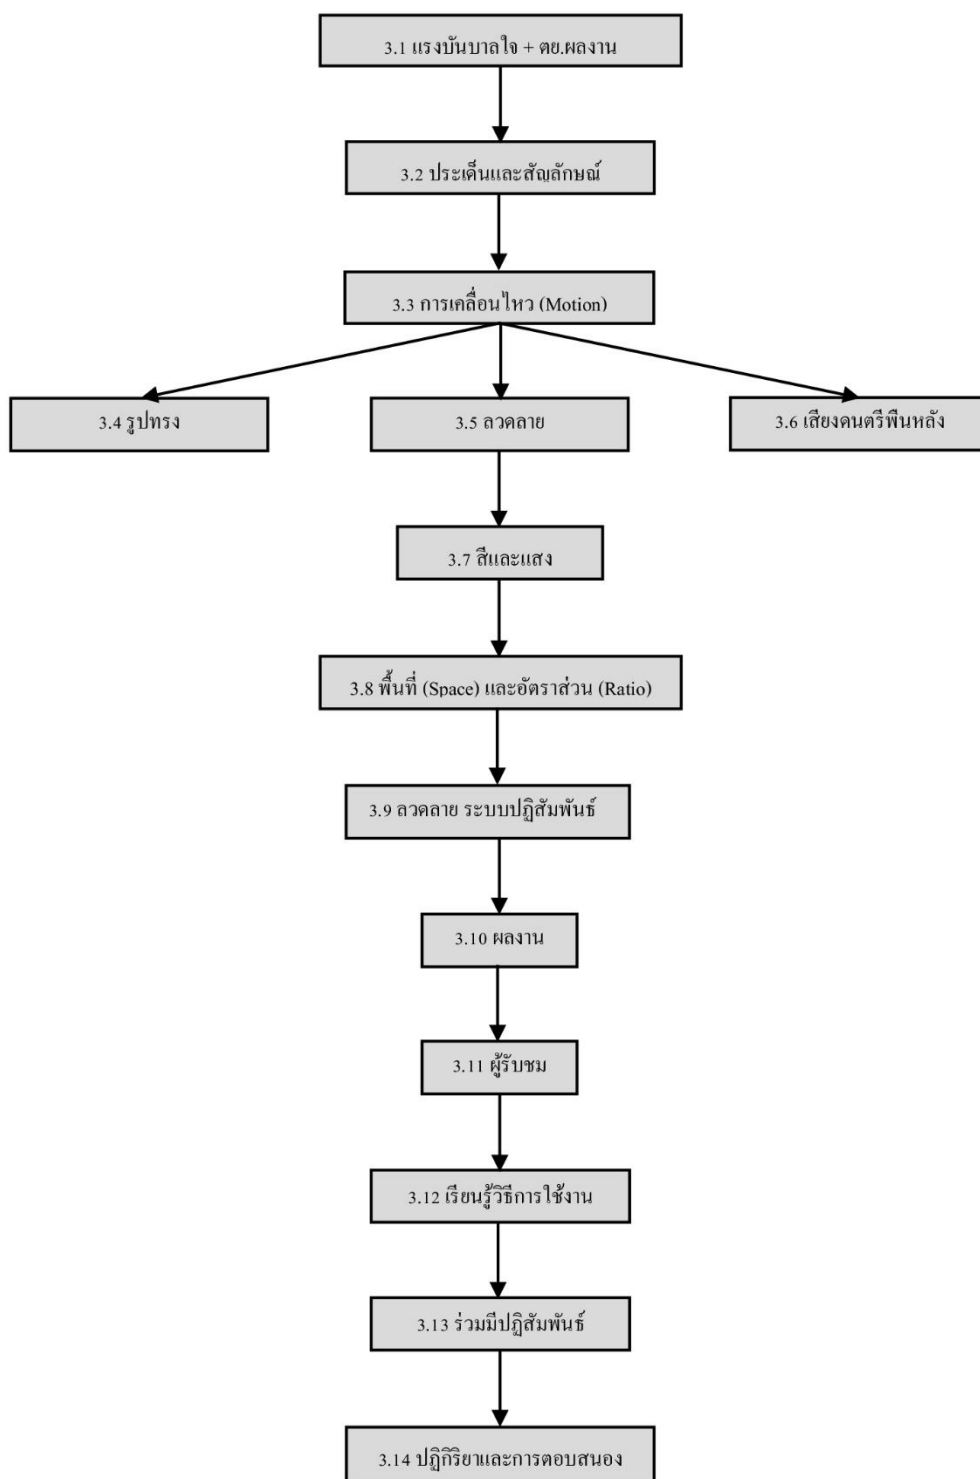 3.1 แรงบันบาลใจ + ตย.ผลงาน
3.2 ประเด็นและสัญลักษณ์
3.3 การเคลื่อนไหว (Motion)
3.4 รูปทรง
3.5 ลวดลาย
3.6 เสียงดนตรีพืนหลัง
3.7 สีและแสง
3.8 พื้นที่ (Space) และอัตราส่วน (Ratio)
3.9 ลวดลาย ระบบปฏิสัมพันธ์
3.10 ผลงาน
3.11 ผู้รับชม
3.12 เรียนรู้วิธีการใช้งาน
3.13 ร่วมมีปฏิสัมพันธ์
3.14 ปฏิกิริยาและการตอบสนอง